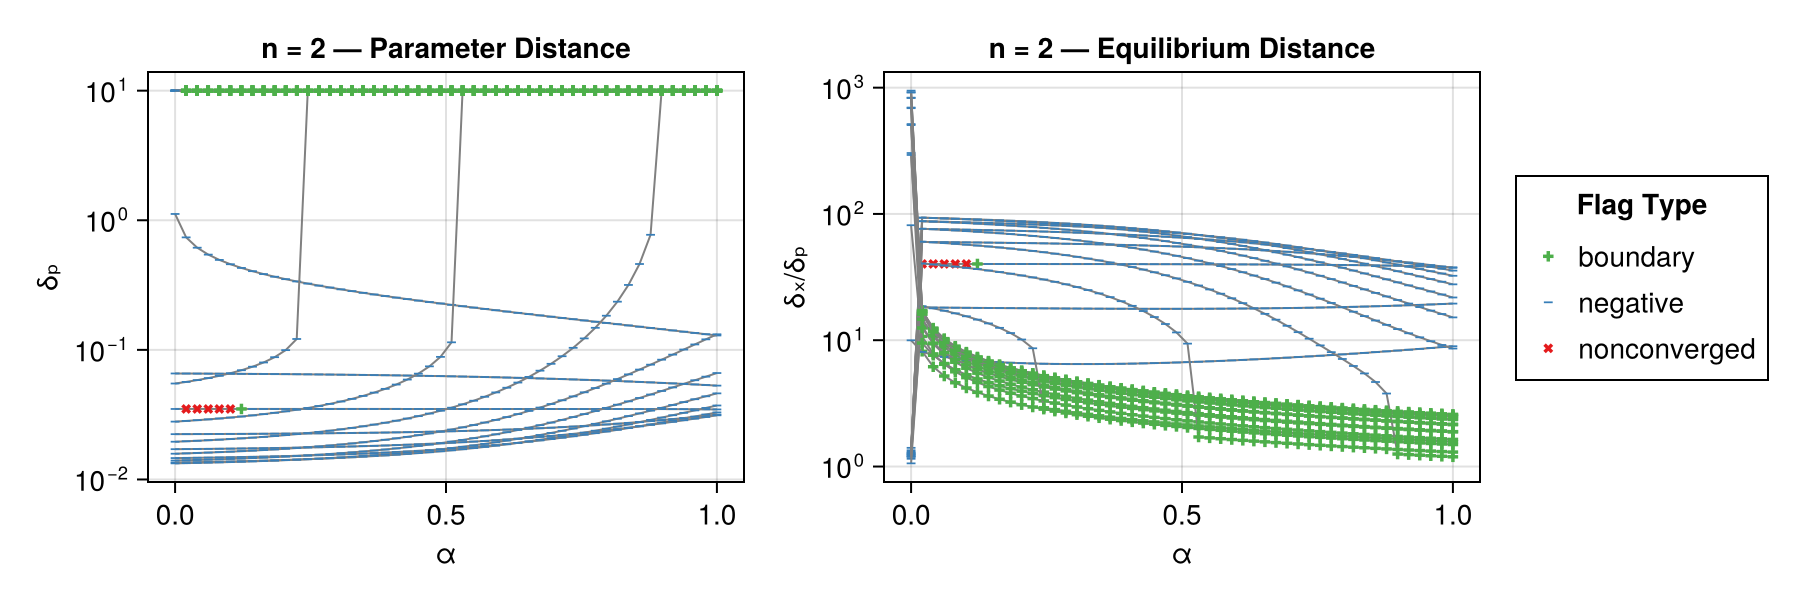 n = 2 — Parameter Distance
10¹
10⁰
10⁻¹
10⁻²
δₚ
0.0 0.5 1.0
α
n = 2 — Equilibrium Distance
10³
10²
10¹
10⁰
δₓ/δₚ
0.0 0.5 1.0
α
Flag Type
boundary
negative
nonconverged